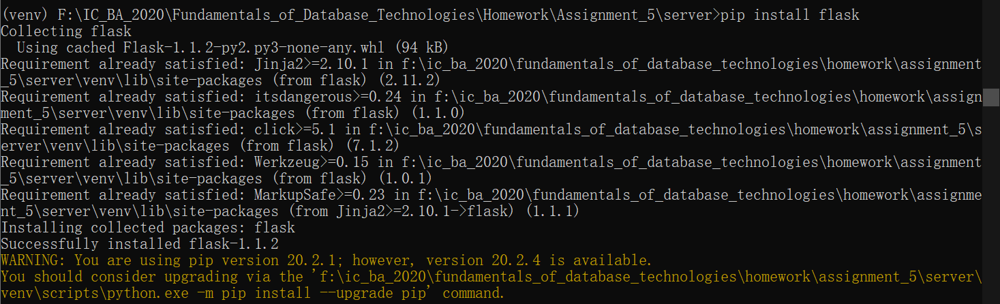 (venv) F:\IC_BA_2020\Fundamentals_of_Database_Technologies\Homework\Assignment_5\server>pip install flask
Collecting flask
  Using cached Flask-1.1.2-py2.py3-none-any.whl (94 kB)
Requirement already satisfied: Jinja2>=2.10.1 in f:\ic_ba_2020\fundamentals_of_database_technologies\homework\assignment
_5\server\venv\lib\site-packages (from flask) (2.11.2)
Requirement already satisfied: itsdangerous>=0.24 in f:\ic_ba_2020\fundamentals_of_database_technologies\homework\assign
ment_5\server\venv\lib\site-packages (from flask) (1.1.0)
Requirement already satisfied: click>=5.1 in f:\ic_ba_2020\fundamentals_of_database_technologies\homework\assignment_5\s
erver\venv\lib\site-packages (from flask) (7.1.2)
Requirement already satisfied: Werkzeug>=0.15 in f:\ic_ba_2020\fundamentals_of_database_technologies\homework\assignment
_5\server\venv\lib\site-packages (from flask) (1.0.1)
Requirement already satisfied: MarkupSafe>=0.23 in f:\ic_ba_2020\fundamentals_of_database_technologies\homework\assignme
nt_5\server\venv\lib\site-packages (from Jinja2>=2.10.1->flask) (1.1.1)
Installing collected packages: flask
Successfully installed flask-1.1.2
WARNING: You are using pip version 20.2.1; however, version 20.2.4 is available.
You should consider upgrading via the 'f:\ic_ba_2020\fundamentals_of_database_technologies\homework\assignment_5\server\
venv\scripts\python.exe -m pip install --upgrade pip' command.